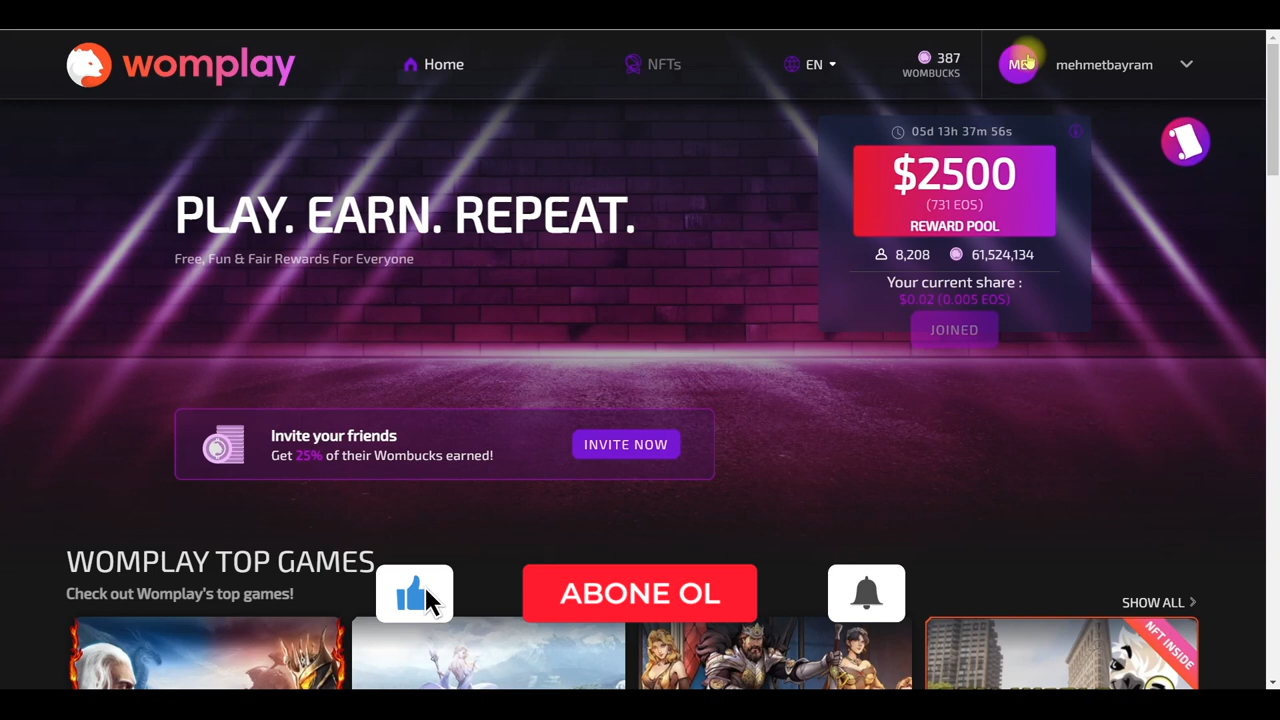 womplay
Home
NFTs
EN
387
WOMBUCKS
mehmetbayram
05d 13h 37m 56s
$2500
(731 EOS)
REWARD POOL
8,208
61,524,134
Your current share :
$0.02 (0.005 EOS)
JOINED
PLAY. EARN. REPEAT.
Free, Fun & Fair Rewards For Everyone
Invite your friends
Get 25% of their Wombucks earned!
INVITE NOW
WOMPLAY TOP GAMES
Check out Womplay's top games!
ABONE OL
SHOW ALL
NFT INSIDE